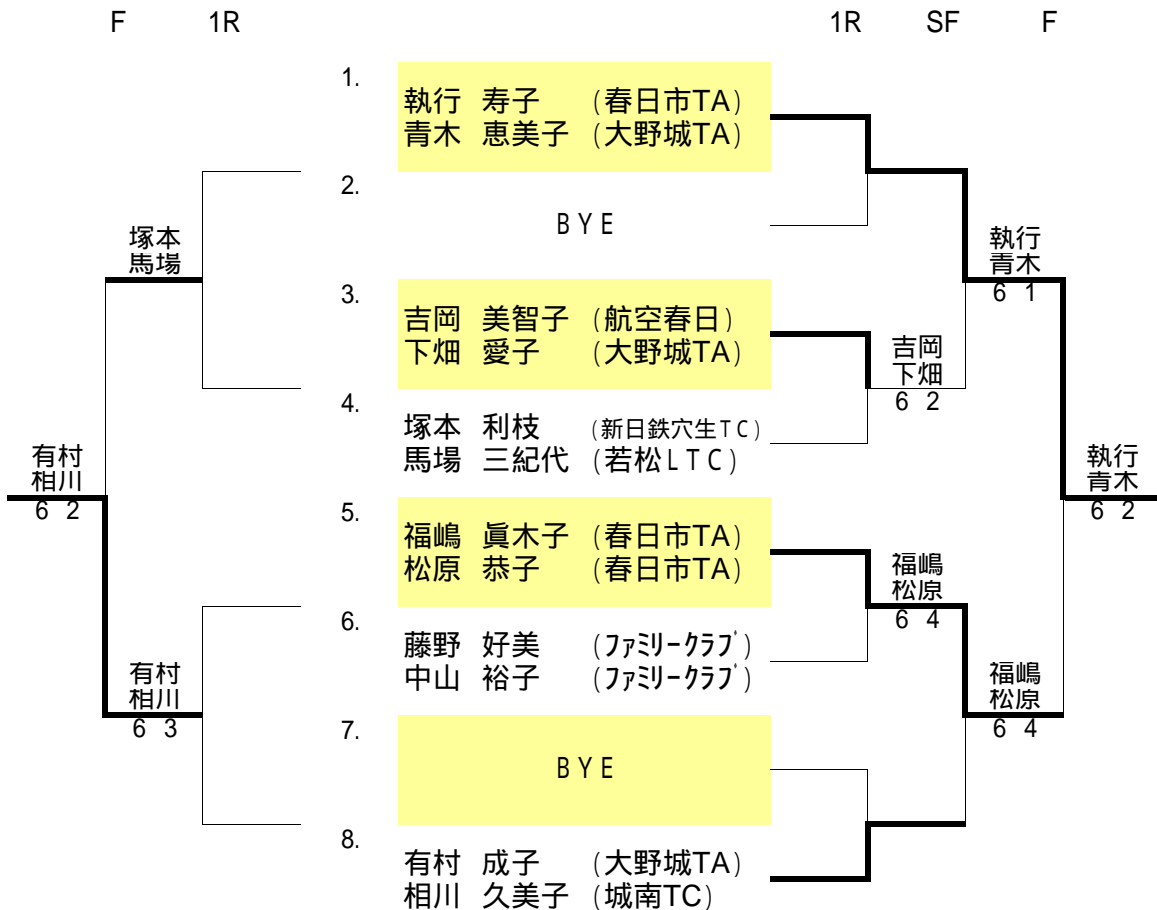 F 1R 1R SF F
1.
執行 寿子 (春日市TA)
青木 恵美子 (大野城TA)
2.
BYE
塚本
馬場
執行
青木
6 1
3.
吉岡 美智子 (航空春日)
下畑 愛子 (大野城TA)
吉岡
下畑
6 2
4.
塚本 利枝 (新日鉄穴生TC)
馬場 三紀代 (若松LTC)
有村
相川
6 2
執行
青木
6 2
5.
福嶋 眞木子 (春日市TA)
松原 恭子 (春日市TA)
福嶋
松原
6 4
6.
藤野 好美 (ファミリークラブ)
中山 裕子 (ファミリークラブ)
有村
相川
6 3
福嶋
松原
6 4
7.
BYE
8.
有村 成子 (大野城TA)
相川 久美子 (城南TC)